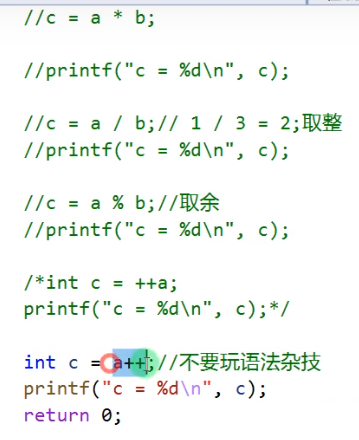 //c = a * b;
//printf("c = %d\n", c);
//c = a / b;// 1 / 3 = 2;取整
//printf("c = %d\n", c);
//c = a % b;//取余
//printf("c = %d\n", c);
/*int c = ++a;
printf("c = %d\n", c);*/
int c = a++;//不要玩语法杂技
printf("c = %d\n", c);
return 0;